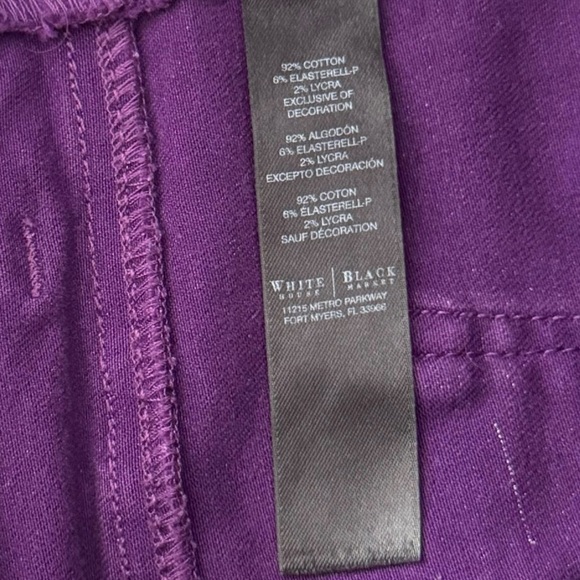 92% COTTON
6% ELASTERELL-P
2% LYCRA
EXCLUSIVE OF
DECORATION
92% ALGODÓN
6% ELASTERELL-P
2% LYCRA
EXCEPTO DECORACIÓN
92% COTON
6% ÉLASTERELL-P
2% LYCRA
SAUF DÉCORATION
WHITE | BLACK
HOUSE MARKET
11215 METRO PARKWAY
FORT MYERS, FL 33966